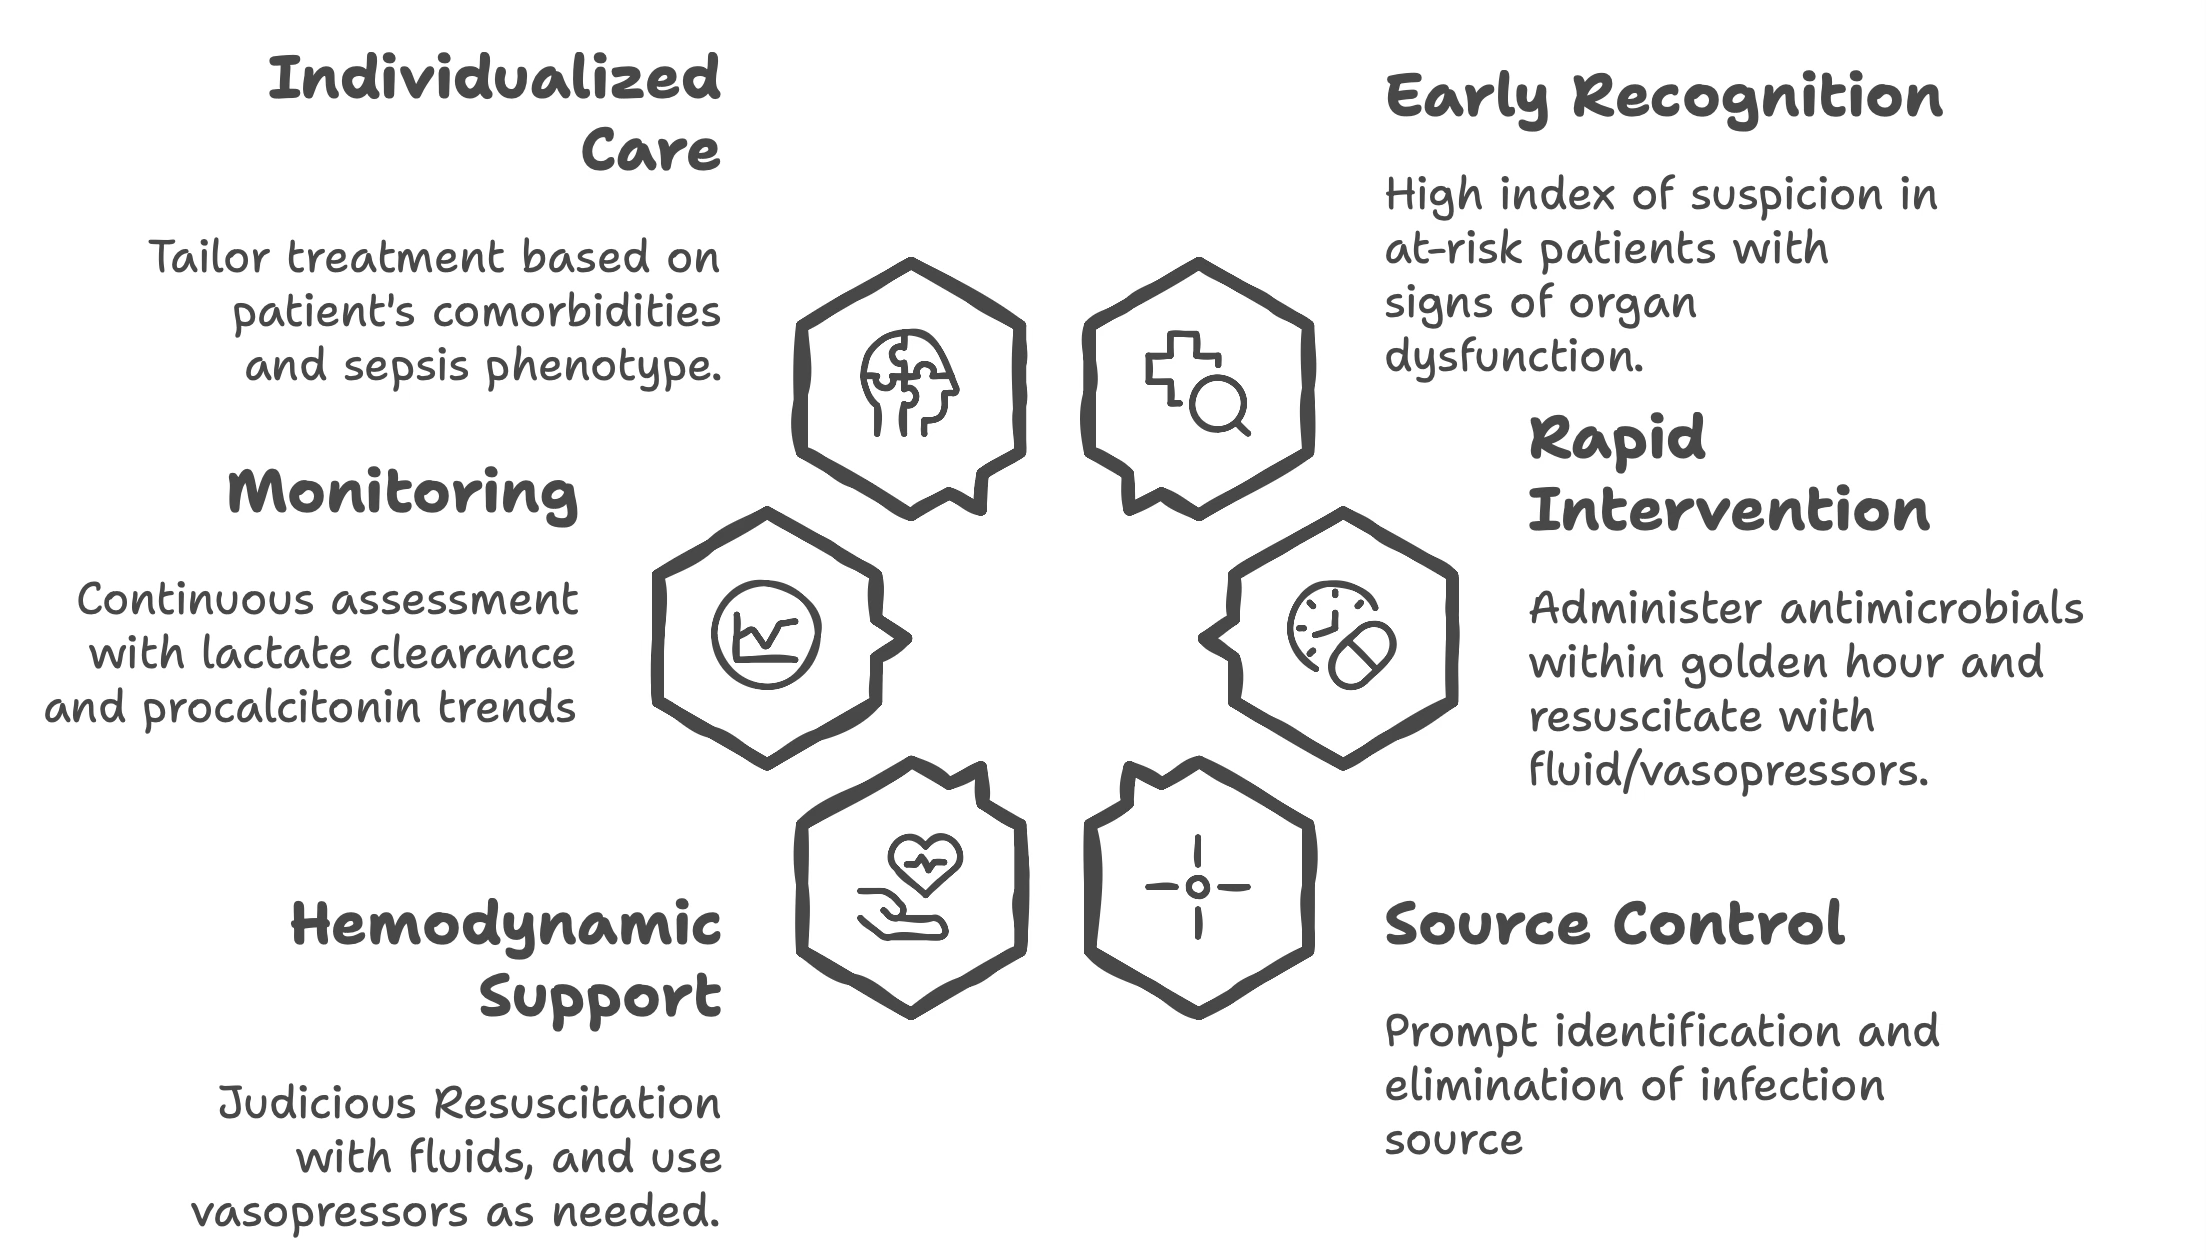 Individualized
Care
Tailor treatment based on
patient's comorbidities
and sepsis phenotype.
Early Recognition
High index of suspicion in
at-risk patients with
signs of organ
dysfunction.
Monitoring
Continuous assessment
with lactate clearance
and procalcitonin trends
Rapid
Intervention
Administer antimicrobials
within golden hour and
resuscitate with
fluid/vasopressors.
Hemodynamic
Support
Judicious Resuscitation
with fluids, and use
vasopressors as needed.
Source Control
Prompt identification and
elimination of infection
source